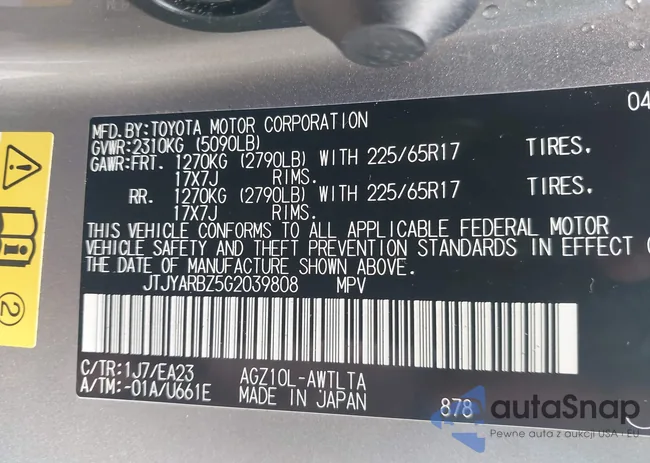 04
MFD.BY:TOYOTA MOTOR CORPORATION
GVWR:2310KG (5090LB)
GAWR:FRT. 1270KG (2790LB) WITH 225/65R17 TIRES.
17X7J RIMS.
RR. 1270KG (2790LB) WITH 225/65R17 TIRES.
17X7J RIMS.
THIS VEHICLE CONFORMS TO ALL APPLICABLE FEDERAL MOTOR
VEHICLE SAFETY AND THEFT PREVENTION STANDARDS IN EFFECT
THE DATE OF MANUFACTURE SHOWN ABOVE.
JTJYARBZ5G2039808 MPV
2
C/TR:1J7/EA23 AGZ10L-AWTLTA
A/TM:-01A/U661E MADE IN JAPAN 878
autaSnap
Pewne auta z aukcji USA i EU